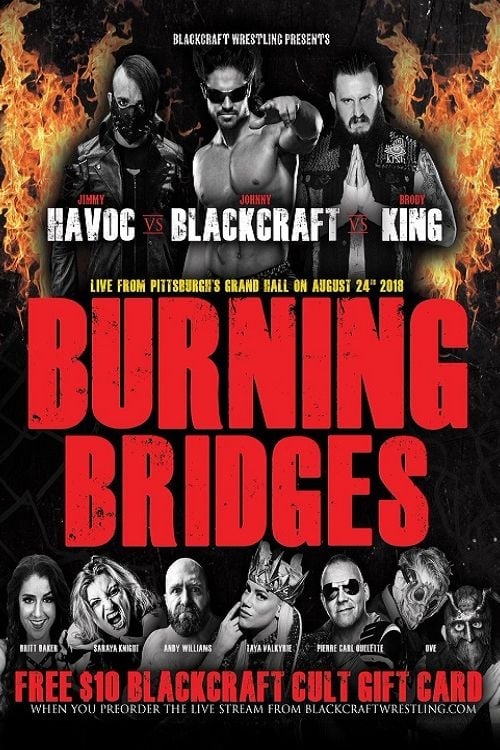 BLACKCRAFT WRESTLING PRESENTS
JIMMY JOHNNY BRODY
HAVOC VS BLACKCRAFT VS KING
LIVE FROM PITTSBURGH'S GRAND HALL ON AUGUST 24TH 2018
BURNING
BRIDGES
BRITT BAKER SARAYA KNIGHT ANDY WILLIAMS TAYA VALKYRIE PIERRE CARL OUELLETTE OVE
FREE $10 BLACKCRAFT CULT GIFT CARD
WHEN YOU PREORDER THE LIVE STREAM FROM BLACKCRAFTWRESTLING.COM